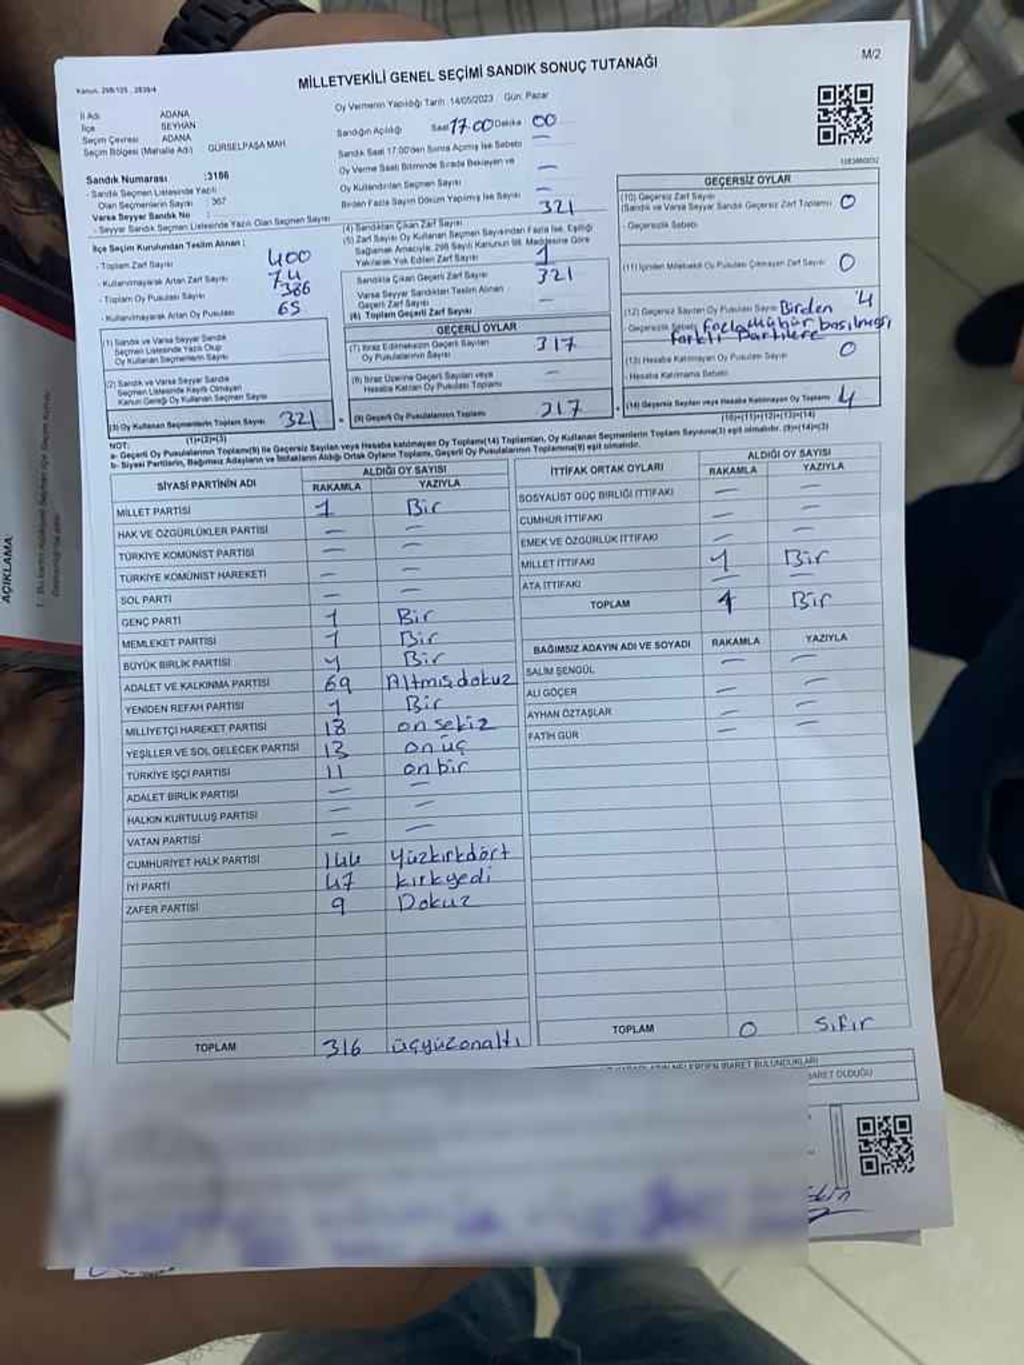 M/2
MİLLETVEKİLİ GENEL SEÇİMİ SANDIK SONUÇ TUTANAĞI
İl Adı ADANA
İlçe SEYHAN
Seçim Çevresi ADANA
Seçim Bölgesi (Mahalle Adı) : GÜRSELPAŞA MAH
Sandık Numarası :3186
- Sandık Seçmen Listesinde Yazılı
Olan Seçmenlerin Sayısı : 367
Varsa Seyyar Sandık No :
- Seyyar Sandık Seçmen Listesinde Yazılı Olan Seçmen Sayısı
Oy Vermenin Yapıldığı Tarih : 14/05/2023 Gün: Pazar
Sandığın Açılışı Saat 17.00 Dakika 00
Sandık Saat 17:00'den Sonra Açılmış İse Sebebi —
Oy Verme Saati Bitiminde Sırada Bekleyen ve
Oy Kullandırılan Seçmen Sayısı —
Birden Fazla Sayım Döküm Yapılmış İse Sayısı —
İlçe Seçim Kurulundan Teslim Alınan :
- Toplam Zarf Sayısı 400
- Kullanılmayarak Artan Zarf Sayısı 74
- Toplam Oy Pusulası Sayısı 386
- Kullanılmayarak Artan Oy Pusulası 65
(1) Sandık ve Varsa Seyyar Sandık
Seçmen Listesinde Yazılı Olup
Oy Kullanan Seçmenlerin Sayısı
(2) Sandık ve Varsa Seyyar Sandık
Seçmen Listesinde Kayıtlı Olmayan
Kanun Gereği Oy Kullanan Seçmen Sayısı
(3) Oy Kullanan Seçmenlerin Toplam Sayısı 321
(1)+(2)=(3)
(4) Sandıktan Çıkan Zarf Sayısı 321
(5) Zarf Sayısı Oy Kullanan Seçmen Sayısından Fazla İse, Eşitliği
Sağlamak Amacıyla, 298 Sayılı Kanunun 98. Maddesine Göre
Yakılarak Yok Edilen Zarf Sayısı 1
Sandıkta Çıkan Geçerli Zarf Sayısı 321
Varsa Seyyar Sandıktan Teslim Alınan
Geçerli Zarf Sayısı —
(6) Toplam Geçerli Zarf Sayısı
GEÇERLİ OYLAR
(7) İtiraz Edilmeksizin Geçerli Sayılan
Oy Pusulalarının Sayısı 317
(8) İtiraz Üzerine Geçerli Sayılan veya
Hesaba Katılan Oy Pusulası Toplamı —
(9) Geçerli Oy Pusulalarının Toplamı 317
GEÇERSİZ OYLAR
(10) Geçersiz Zarf Sayısı
(Sandık ve Varsa Seyyar Sandık Geçersiz Zarf Toplamı) 0
- Geçersizlik Sebebi
(11) İçinden Milletvekili Oy Pusulası Çıkmayan Zarf Sayısı 0
(12) Geçersiz Sayılan Oy Pusulası Sayısı Birden 4
- Geçersizlik Sebebi fazla mühür basılması
farklı Partilere
(13) Hesaba Katılmayan Oy Pusulası Sayısı 0
- Hesaba Katılmama Sebebi
(14) Geçersiz Sayılan veya Hesaba Katılmayan Oy Toplamı 4
(10)+(11)+(12)+(13)=(14)
NOT:
a- Geçerli Oy Pusulalarının Toplamı(9) ile Geçersiz Sayılan veya Hesaba katılmayan Oy Toplamı(14) Toplamları, Oy Kullanan Seçmenlerin Toplam Sayısına(3) eşit olmalıdır. (9)+(14)=(3)
b- Siyasi Partilerin, Bağımsız Adayların ve İttifakların Aldığı Ortak Oyların Toplamı, Geçerli Oy Pusulalarının Toplamına(9) eşit olmalıdır.
SİYASİ PARTİNİN ADI ALDIĞI OY SAYISI
RAKAMLA YAZIYLA
MİLLET PARTİSİ 1 Bir
HAK VE ÖZGÜRLÜKLER PARTİSİ — —
TÜRKİYE KOMÜNİST PARTİSİ — —
TÜRKİYE KOMÜNİST HAREKETİ — —
SOL PARTİ — —
GENÇ PARTİ 1 Bir
MEMLEKET PARTİSİ 1 Bir
BÜYÜK BİRLİK PARTİSİ 1 Bir
ADALET VE KALKINMA PARTİSİ 69 Altmışdokuz
YENİDEN REFAH PARTİSİ 1 Bir
MİLLİYETÇİ HAREKET PARTİSİ 18 on sekiz
YEŞİLLER VE SOL GELECEK PARTİSİ 13 on üç
TÜRKİYE İŞÇİ PARTİSİ 11 on bir
ADALET BİRLİK PARTİSİ — —
HALKIN KURTULUŞ PARTİSİ — —
VATAN PARTİSİ — —
CUMHURİYET HALK PARTİSİ 144 Yüzkırkdört
İYİ PARTİ 47 kırkyedi
ZAFER PARTİSİ 9 Dokuz
TOPLAM 316 üçyüzonaltı
İTTİFAK ORTAK OYLARI ALDIĞI OY SAYISI
RAKAMLA YAZIYLA
SOSYALİST GÜÇ BİRLİĞİ İTTİFAKI — —
CUMHUR İTTİFAKI — —
EMEK VE ÖZGÜRLÜK İTTİFAKI — —
MİLLET İTTİFAKI 1 Bir
ATA İTTİFAKI — —
TOPLAM 1 Bir
BAĞIMSIZ ADAYIN ADI VE SOYADI RAKAMLA YAZIYLA
SALİM ŞENGÜL — —
ALİ GÖÇER — —
AYHAN ÖZTAŞLAR — —
FATİH GÜR — —
TOPLAM 0 Sıfır
AÇIKLAMA: